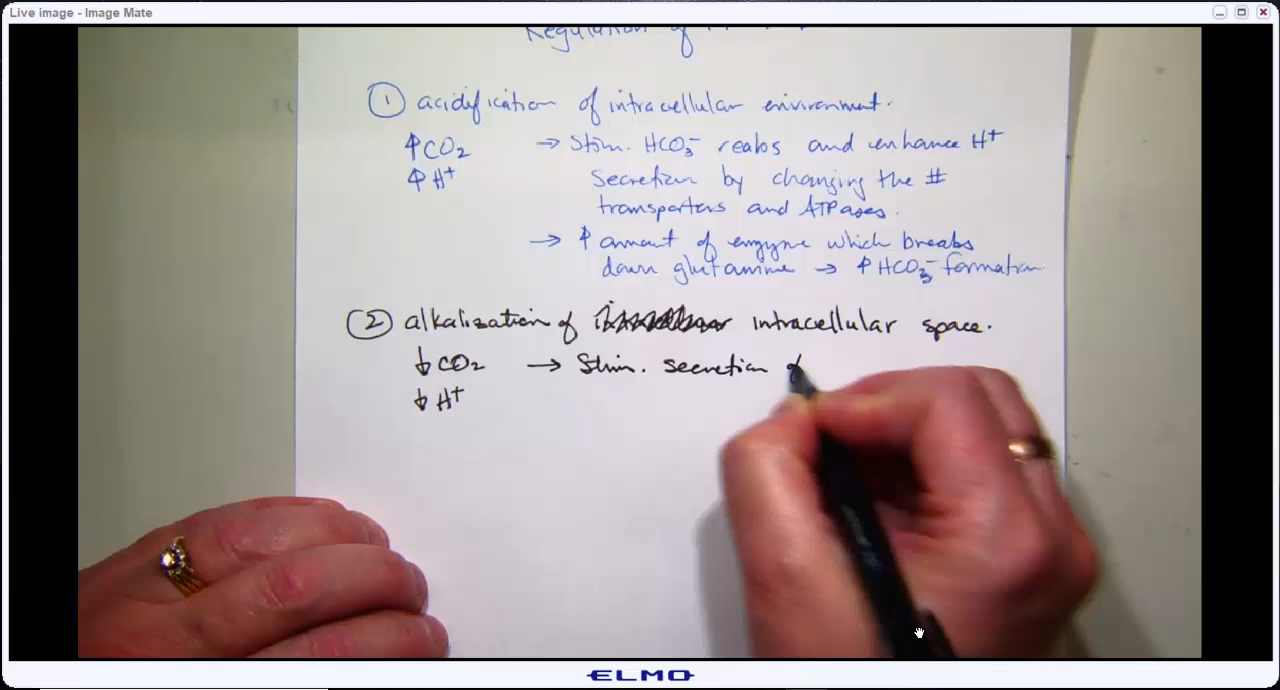 Live image - Image Mate
Regulation of
① acidification of intracellular environment.
↑CO₂ → Stim. HCO₃⁻ reabs and enhance H⁺
↑H⁺ secretion by changing the #
transporters and ATPases.
→ ↑ amount of enzyme which breaks
down glutamine → ↑HCO₃⁻ formation
② alkalization of intracellular space.
↓CO₂ → Stim. secretion of
↓H⁺
ELMO